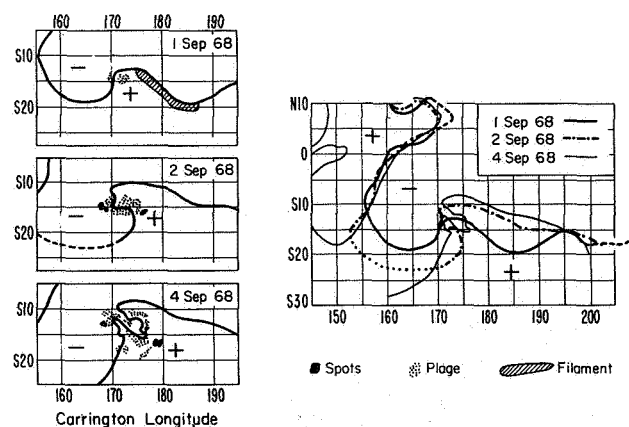 160 170 180 190
1 Sep 68
S10
S20
− +
2 Sep 68
S10
S20
− +
4 Sep 68
S10
S20
− +
160 170 180 190
Carrington Longitude
N10
0
S10
S20
S30
+
−
+
1 Sep 68
2 Sep 68
4 Sep 68
150 160 170 180 190 200
Spots Plage Filament